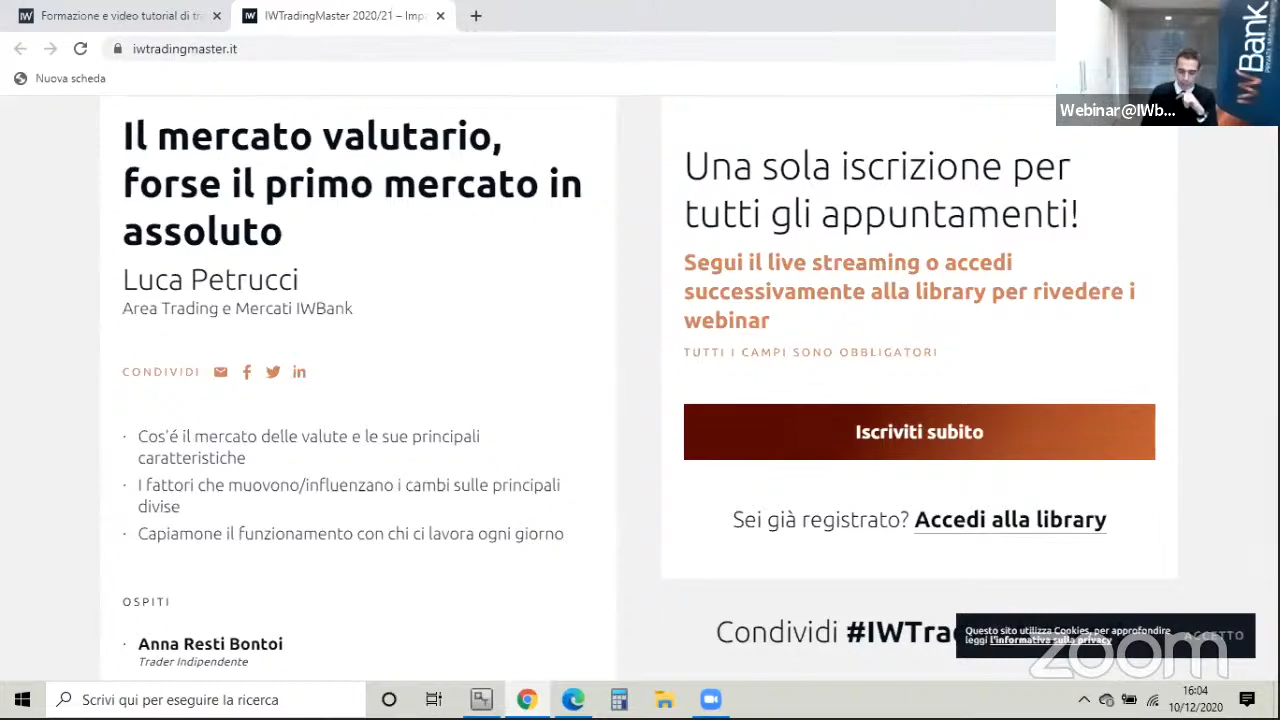 Formazione e video tutorial di tr
IWTradingMaster 2020/21 – Impa
iwtradingmaster.it
Nuova scheda
IWBank
Webinar@IWb...
Il mercato valutario,
forse il primo mercato in
assoluto
Luca Petrucci
Area Trading e Mercati IWBank
CONDIVIDI
· Cos'é il mercato delle valute e le sue principali
caratteristiche
· I fattori che muovono/influenzano i cambi sulle principali
divise
· Capiamone il funzionamento con chi ci lavora ogni giorno
OSPITI
· Anna Resti Bontoi
Trader Indipendente
Una sola iscrizione per
tutti gli appuntamenti!
Segui il live streaming o accedi
successivamente alla library per rivedere i
webinar
TUTTI I CAMPI SONO OBBLIGATORI
Iscriviti subito
Sei già registrato? Accedi alla library
Condividi #IWTra
Questo sito utilizza Cookies, per approfondire
leggi l'informativa sulla privacy
ACCETTO
zoom
Scrivi qui per eseguire la ricerca
16:04
10/12/2020